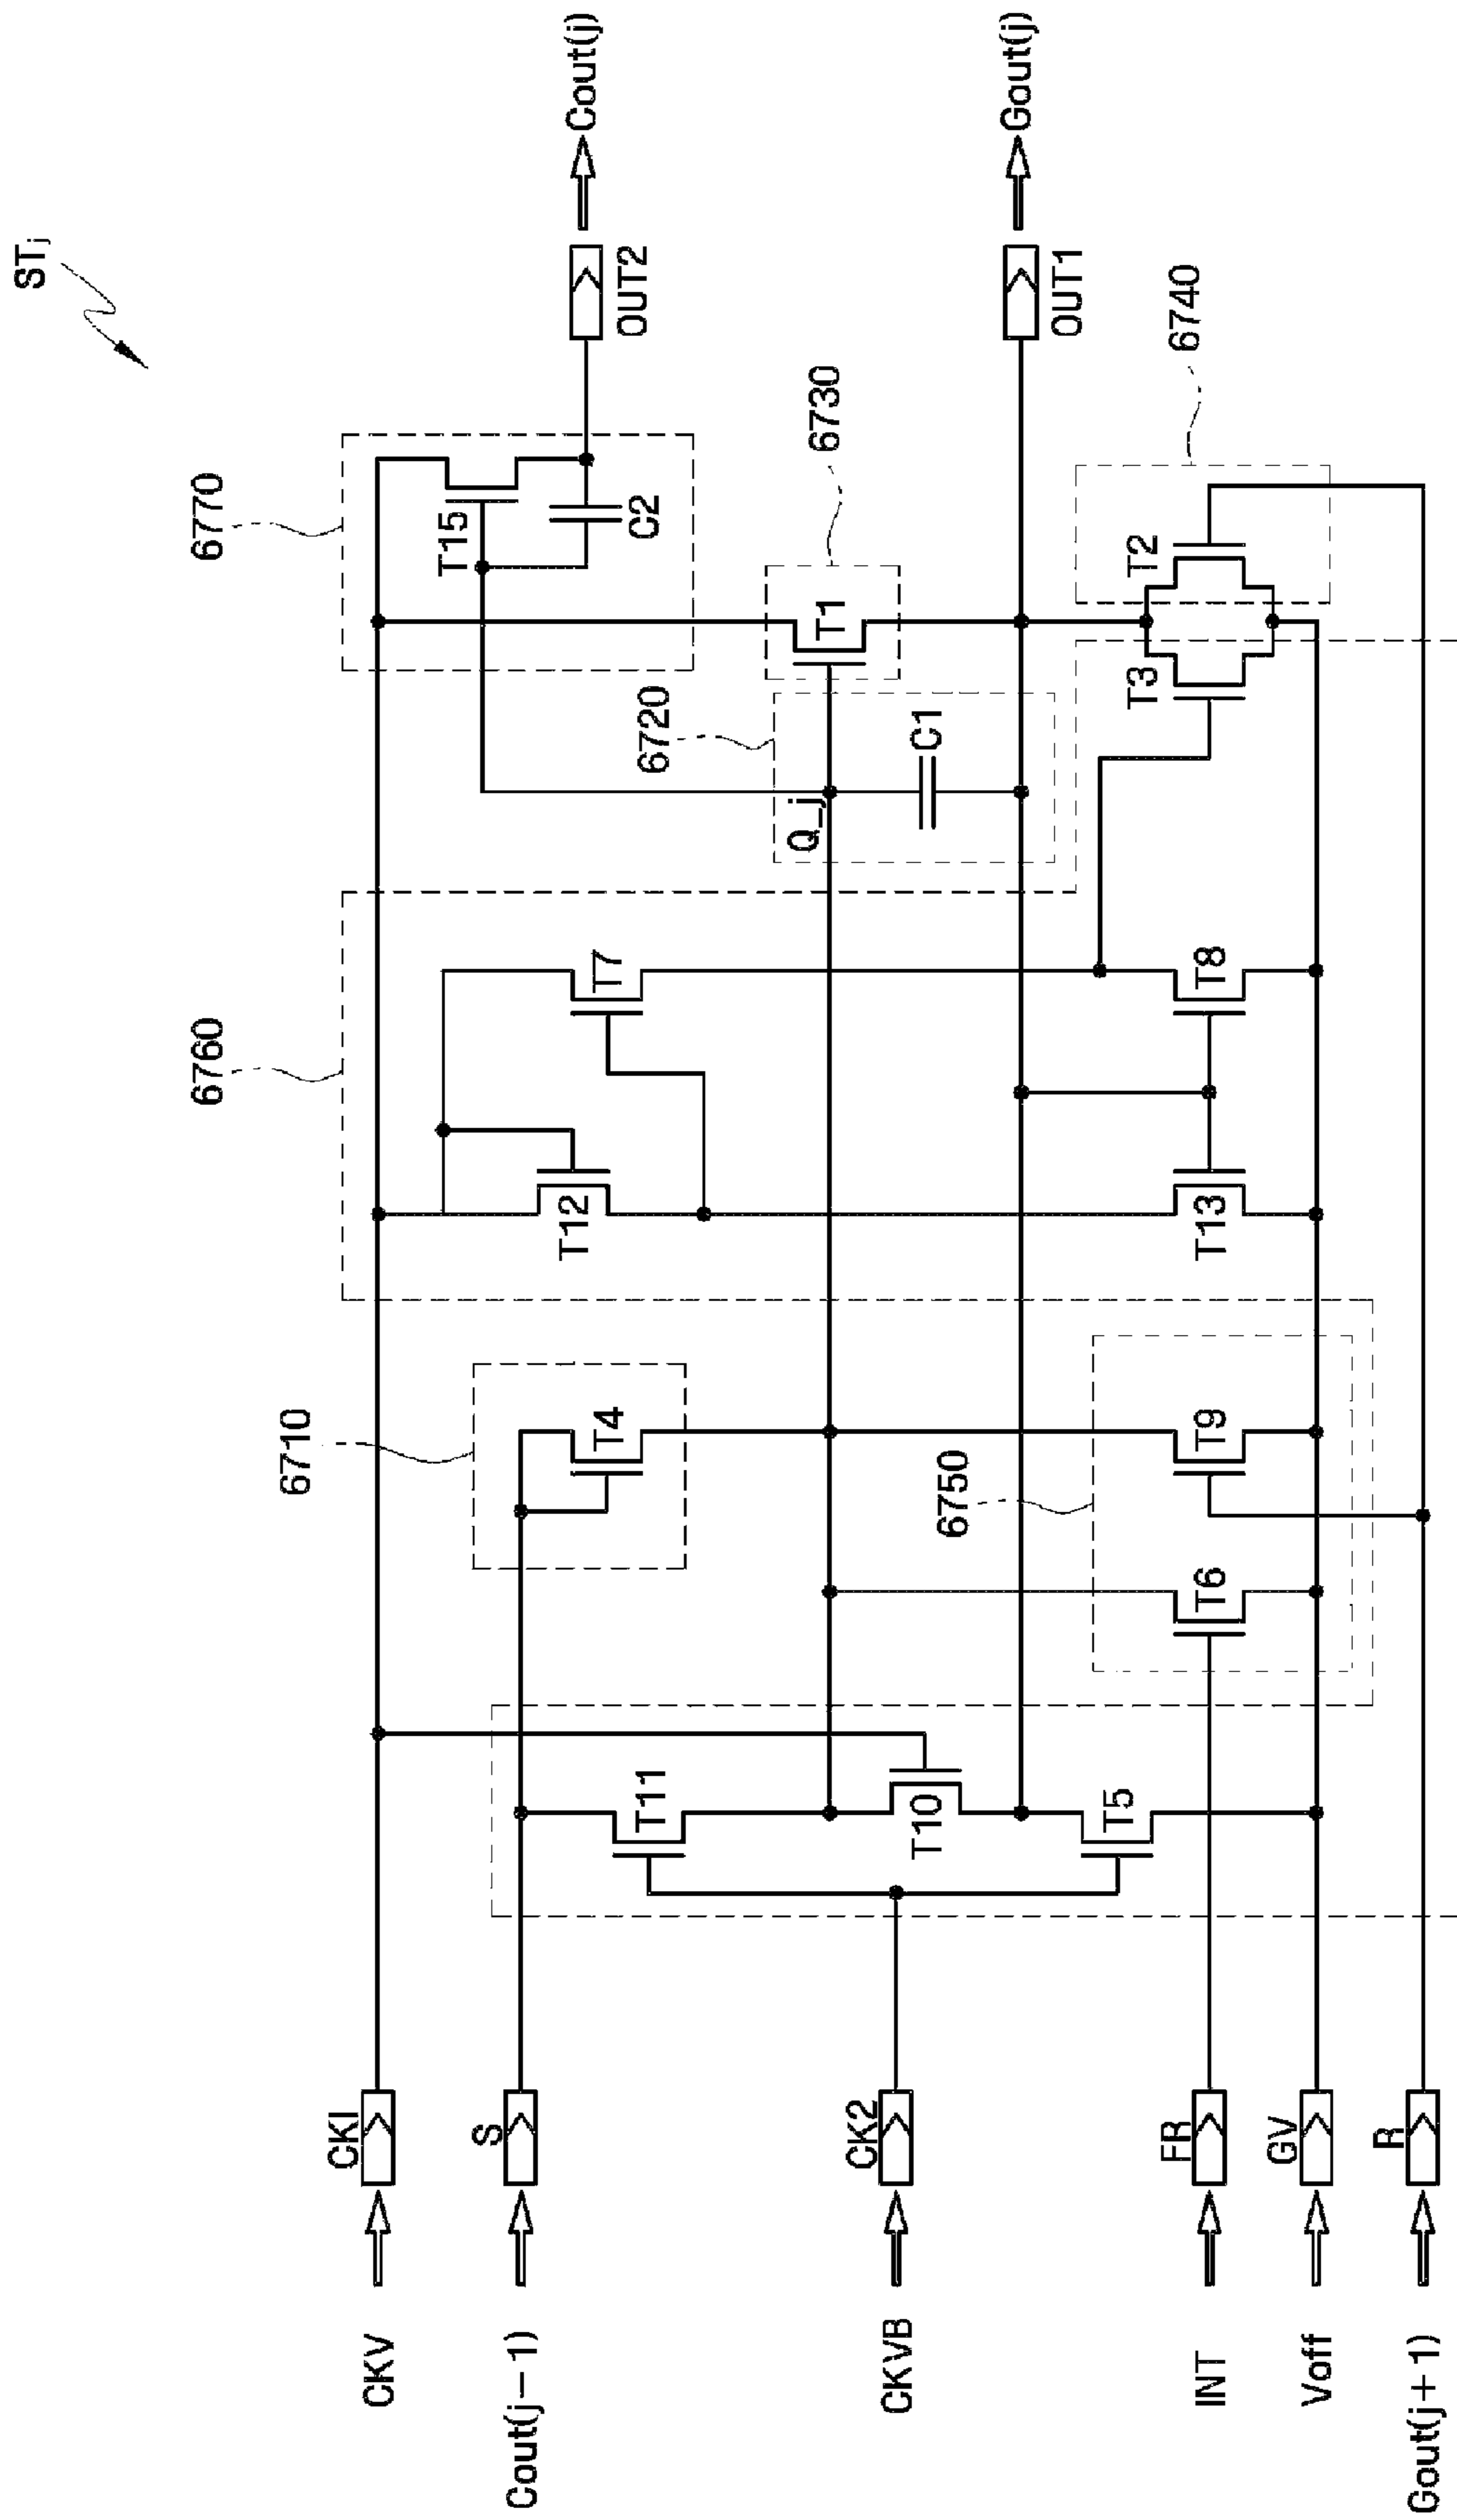 STj
6770
6760
6710
CKV
CKI
T15
C2
OUT2
Cout(j)
T7
T12
T4
Cout(j-1)
S
T11
6720
6730
T1
Q_j
C1
CKVB
CK2
T10
6750
OUT1
Gout(j)
T5
T3
T2
6740
INT
FR
T6
T9
T13
T8
Voff
GV
Gout(j+1)
R